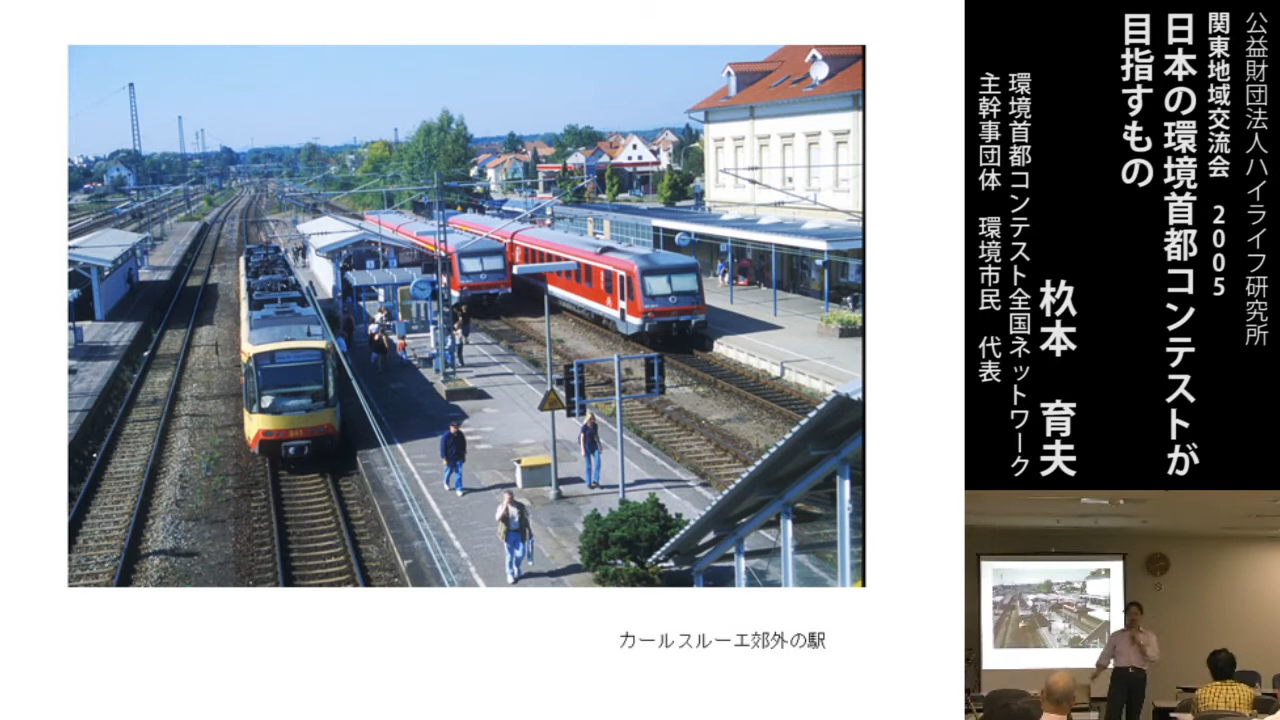 公益財団法人ハイライフ研究所
関東地域交流会 2005
日本の環境首都コンテストが
目指すもの
環境首都コンテスト全国ネットワーク
主幹事団体 環境市民 代表
杦本 育夫
カールスルーエ郊外の駅
841